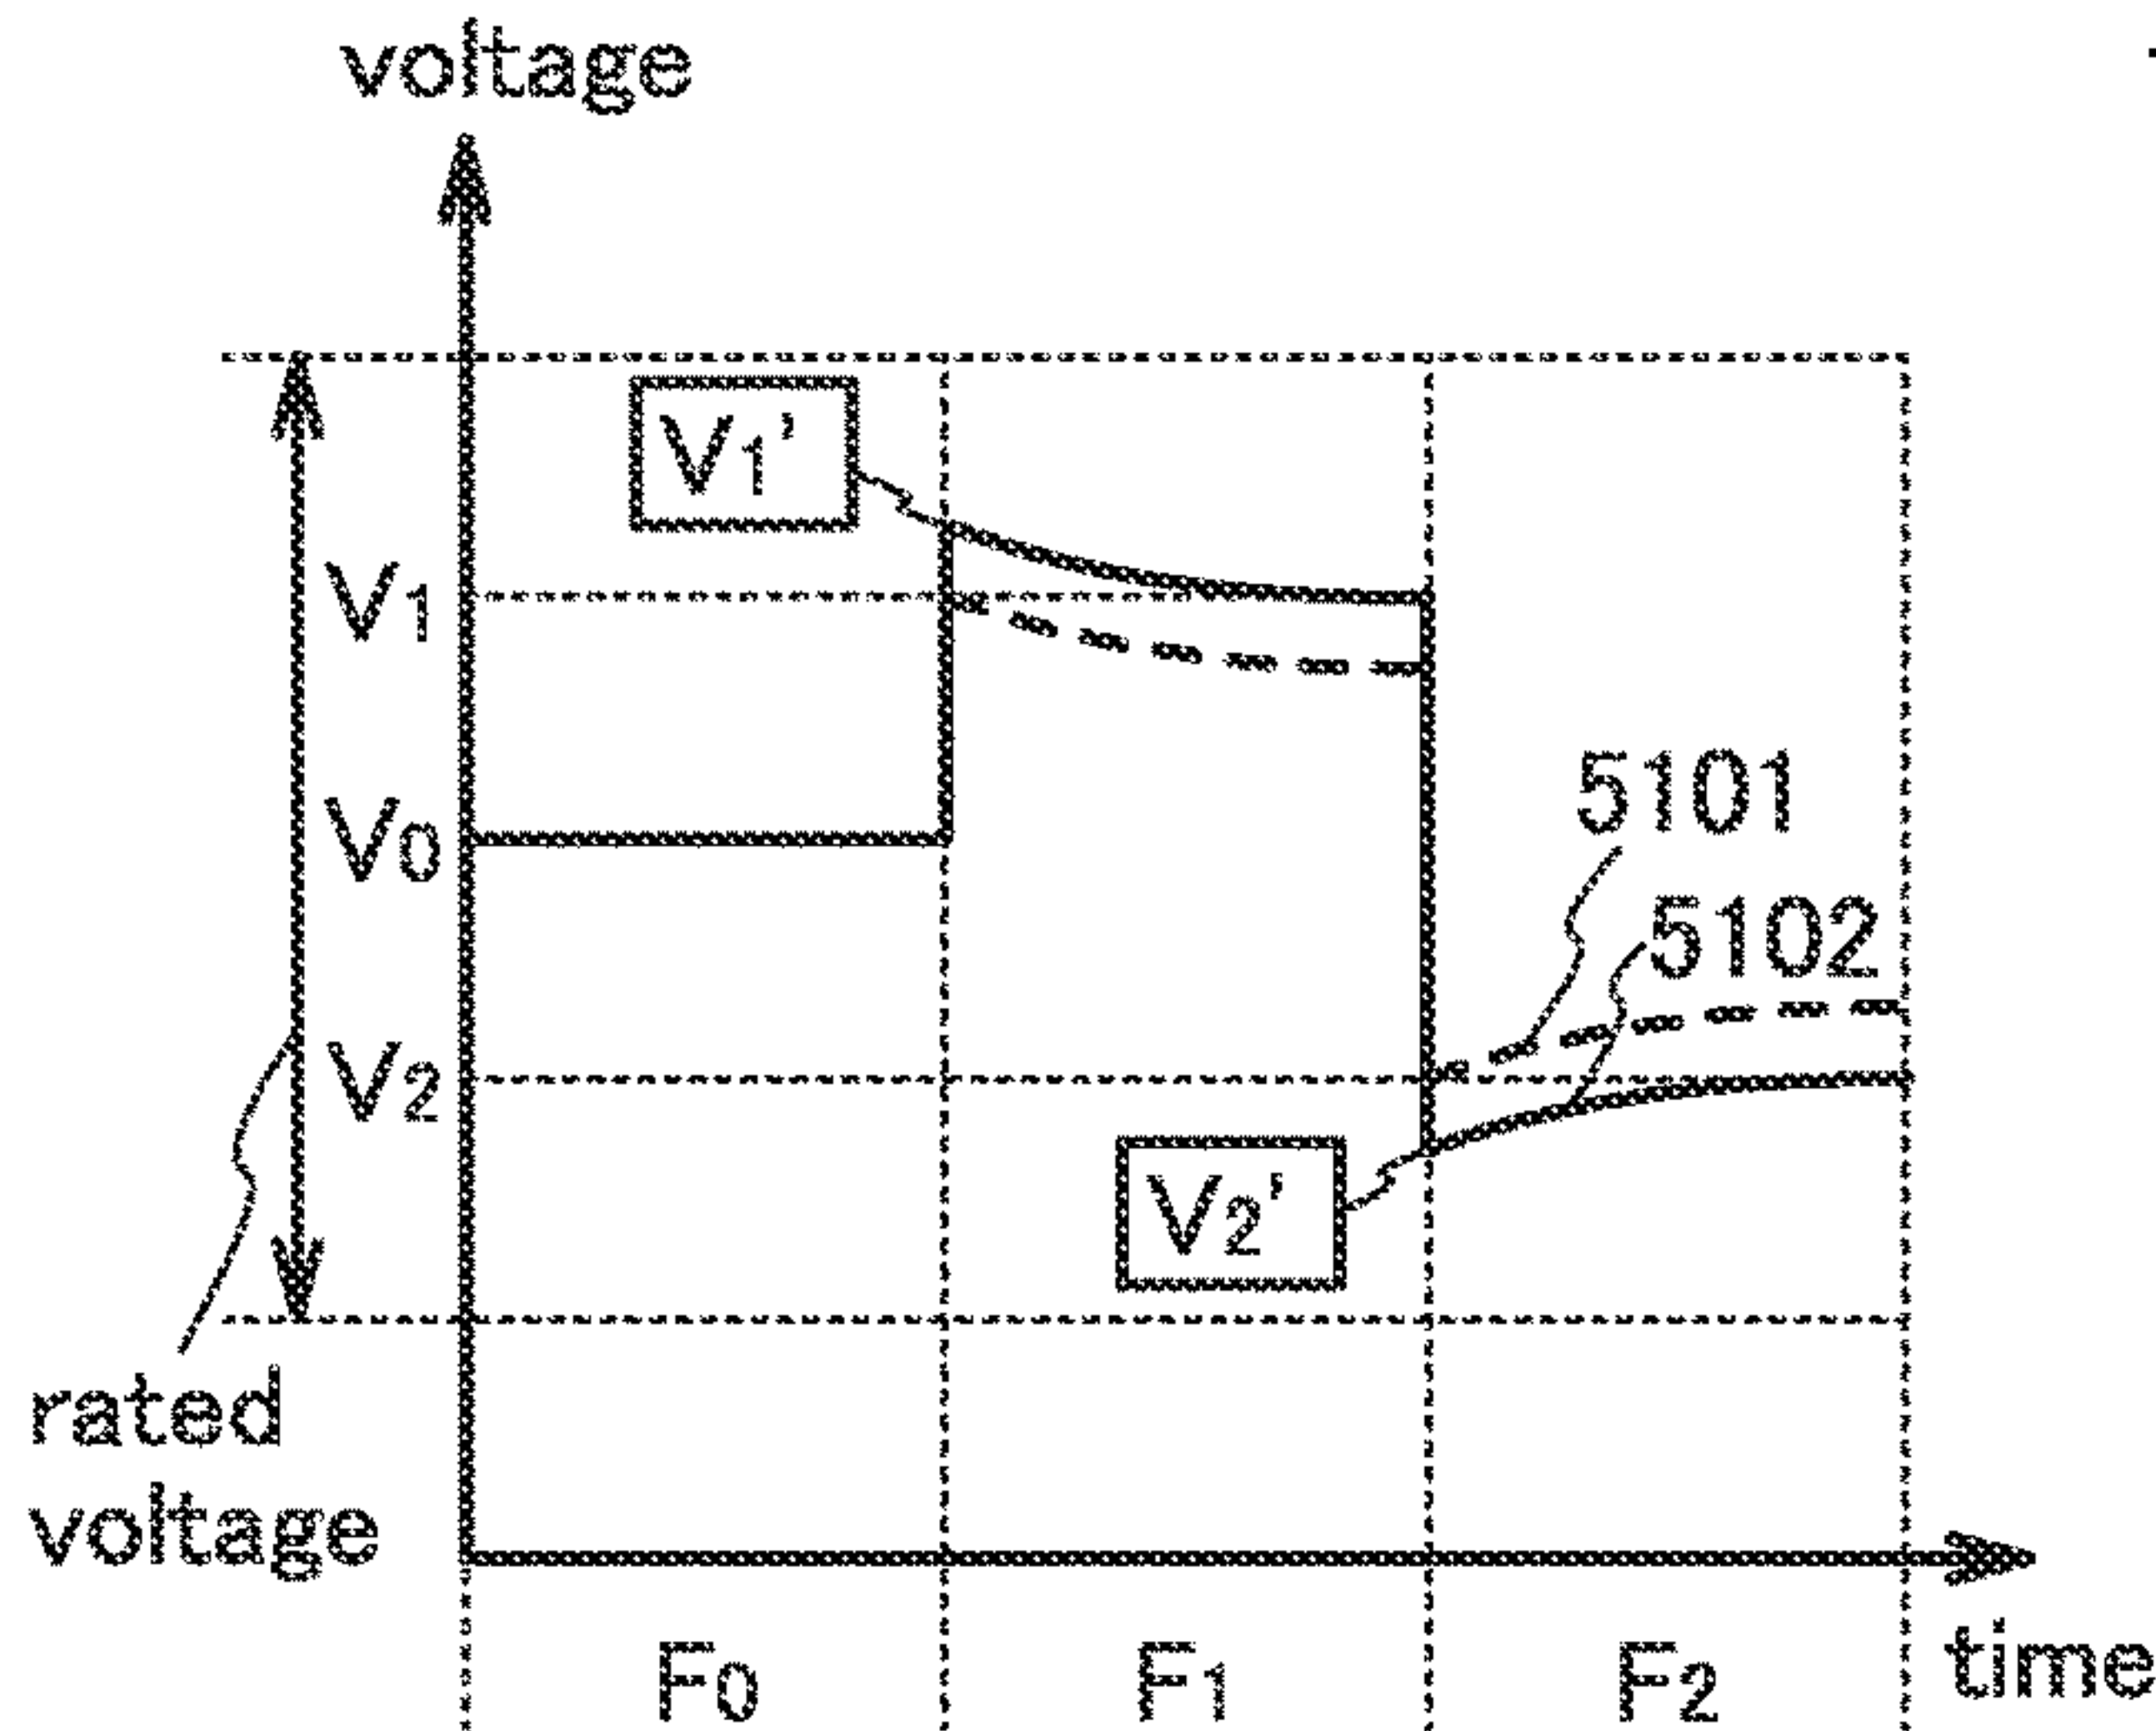 voltage
V1'
V1
V0
5101
5102
V2
V2'
rated
voltage
F0
F1
F2
time